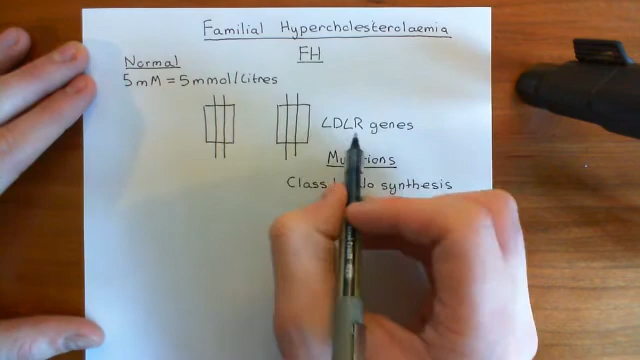 Familial Hypercholesterolaemia
FH
Normal
5mM = 5mmol/Litres
LDLR genes
Class synthesis